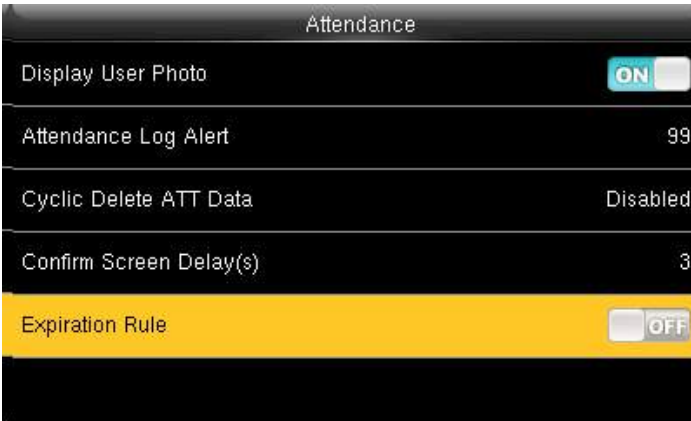 Attendance
Display User Photo ON
Attendance Log Alert 99
Cyclic Delete ATT Data Disabled
Confirm Screen Delay(s) 3
Expiration Rule OFF